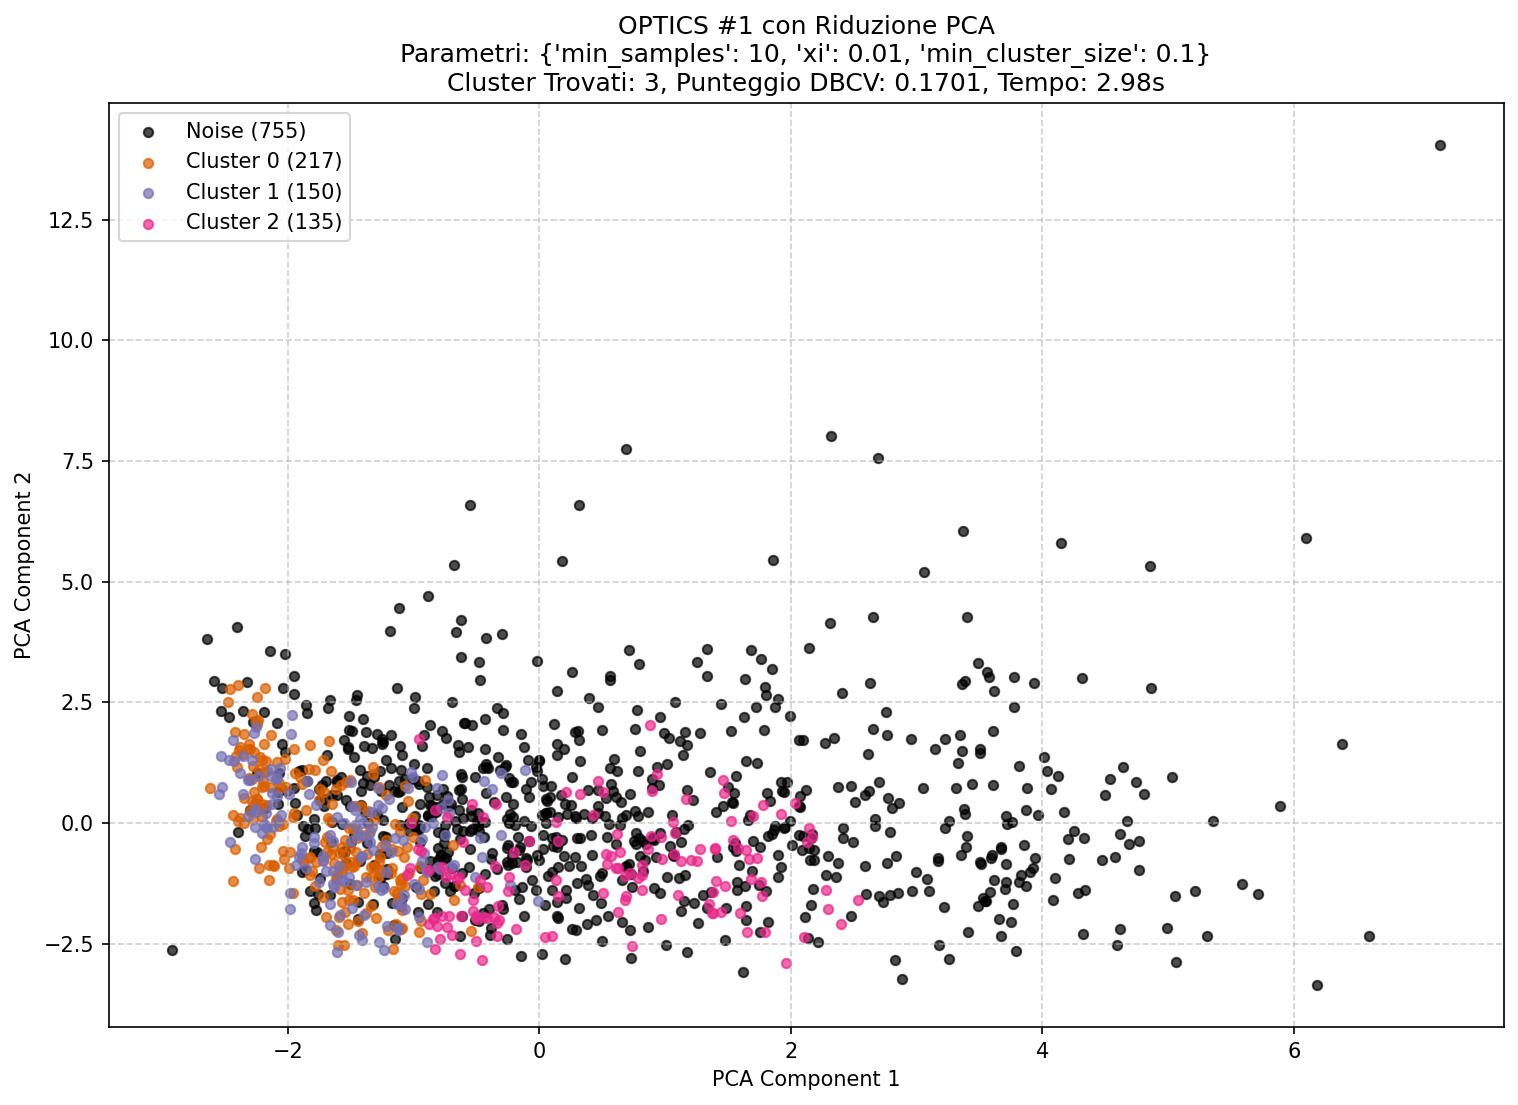 OPTICS #1 con Riduzione PCA
Parametri: {'min_samples': 10, 'xi': 0.01, 'min_cluster_size': 0.1}
Cluster Trovati: 3, Punteggio DBCV: 0.1701, Tempo: 2.98s
Noise (755)
Cluster 0 (217)
Cluster 1 (150)
Cluster 2 (135)
PCA Component 2
12.5
10.0
7.5
5.0
2.5
0.0
−2.5
−2
0
2
4
6
PCA Component 1